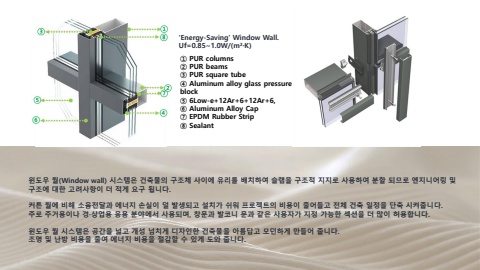 'Energy-Saving' Window Wall.
Uf=0.85~1.0W/(m²·K)
① PUR columns
② PUR beams
③ PUR square tube
④ Aluminum alloy glass pressure
block
⑤ 6Low-e+12Ar+6+12Ar+6,
⑥ Aluminum Alloy Cap
⑦ EPDM Rubber Strip
⑧ Sealant
③
①
⑧
②
⑦
⑤
④
⑥
윈도우 월(Window wall) 시스템은 건축물의 구조체 사이에 유리를 배치하여 슬랩을 구조적 지지로 사용하여 분할 되므로 엔지니어링 및
구조에 대한 고려사항이 더 적게 요구 됩니다.
커튼 월에 비해 소음전달과 에너지 손실이 덜 발생되고 설치가 쉬워 프로젝트의 비용이 줄어들고 전체 건축 일정을 단축 시켜줍니다.
주로 주거용이나 경·상업용 응용 분야에서 사용되며, 창문과 발코니 문과 같은 사용자가 지정 가능한 섹션을 더 많이 허용합니다.
윈도우 월 시스템은 공간을 넓고 개성 넘치게 디자인한 건축물을 아름답고 모던하게 만들어 줍니다.
조명 및 난방 비용을 줄여 에너지 비용을 절감할 수 있게 도와 줍니다.